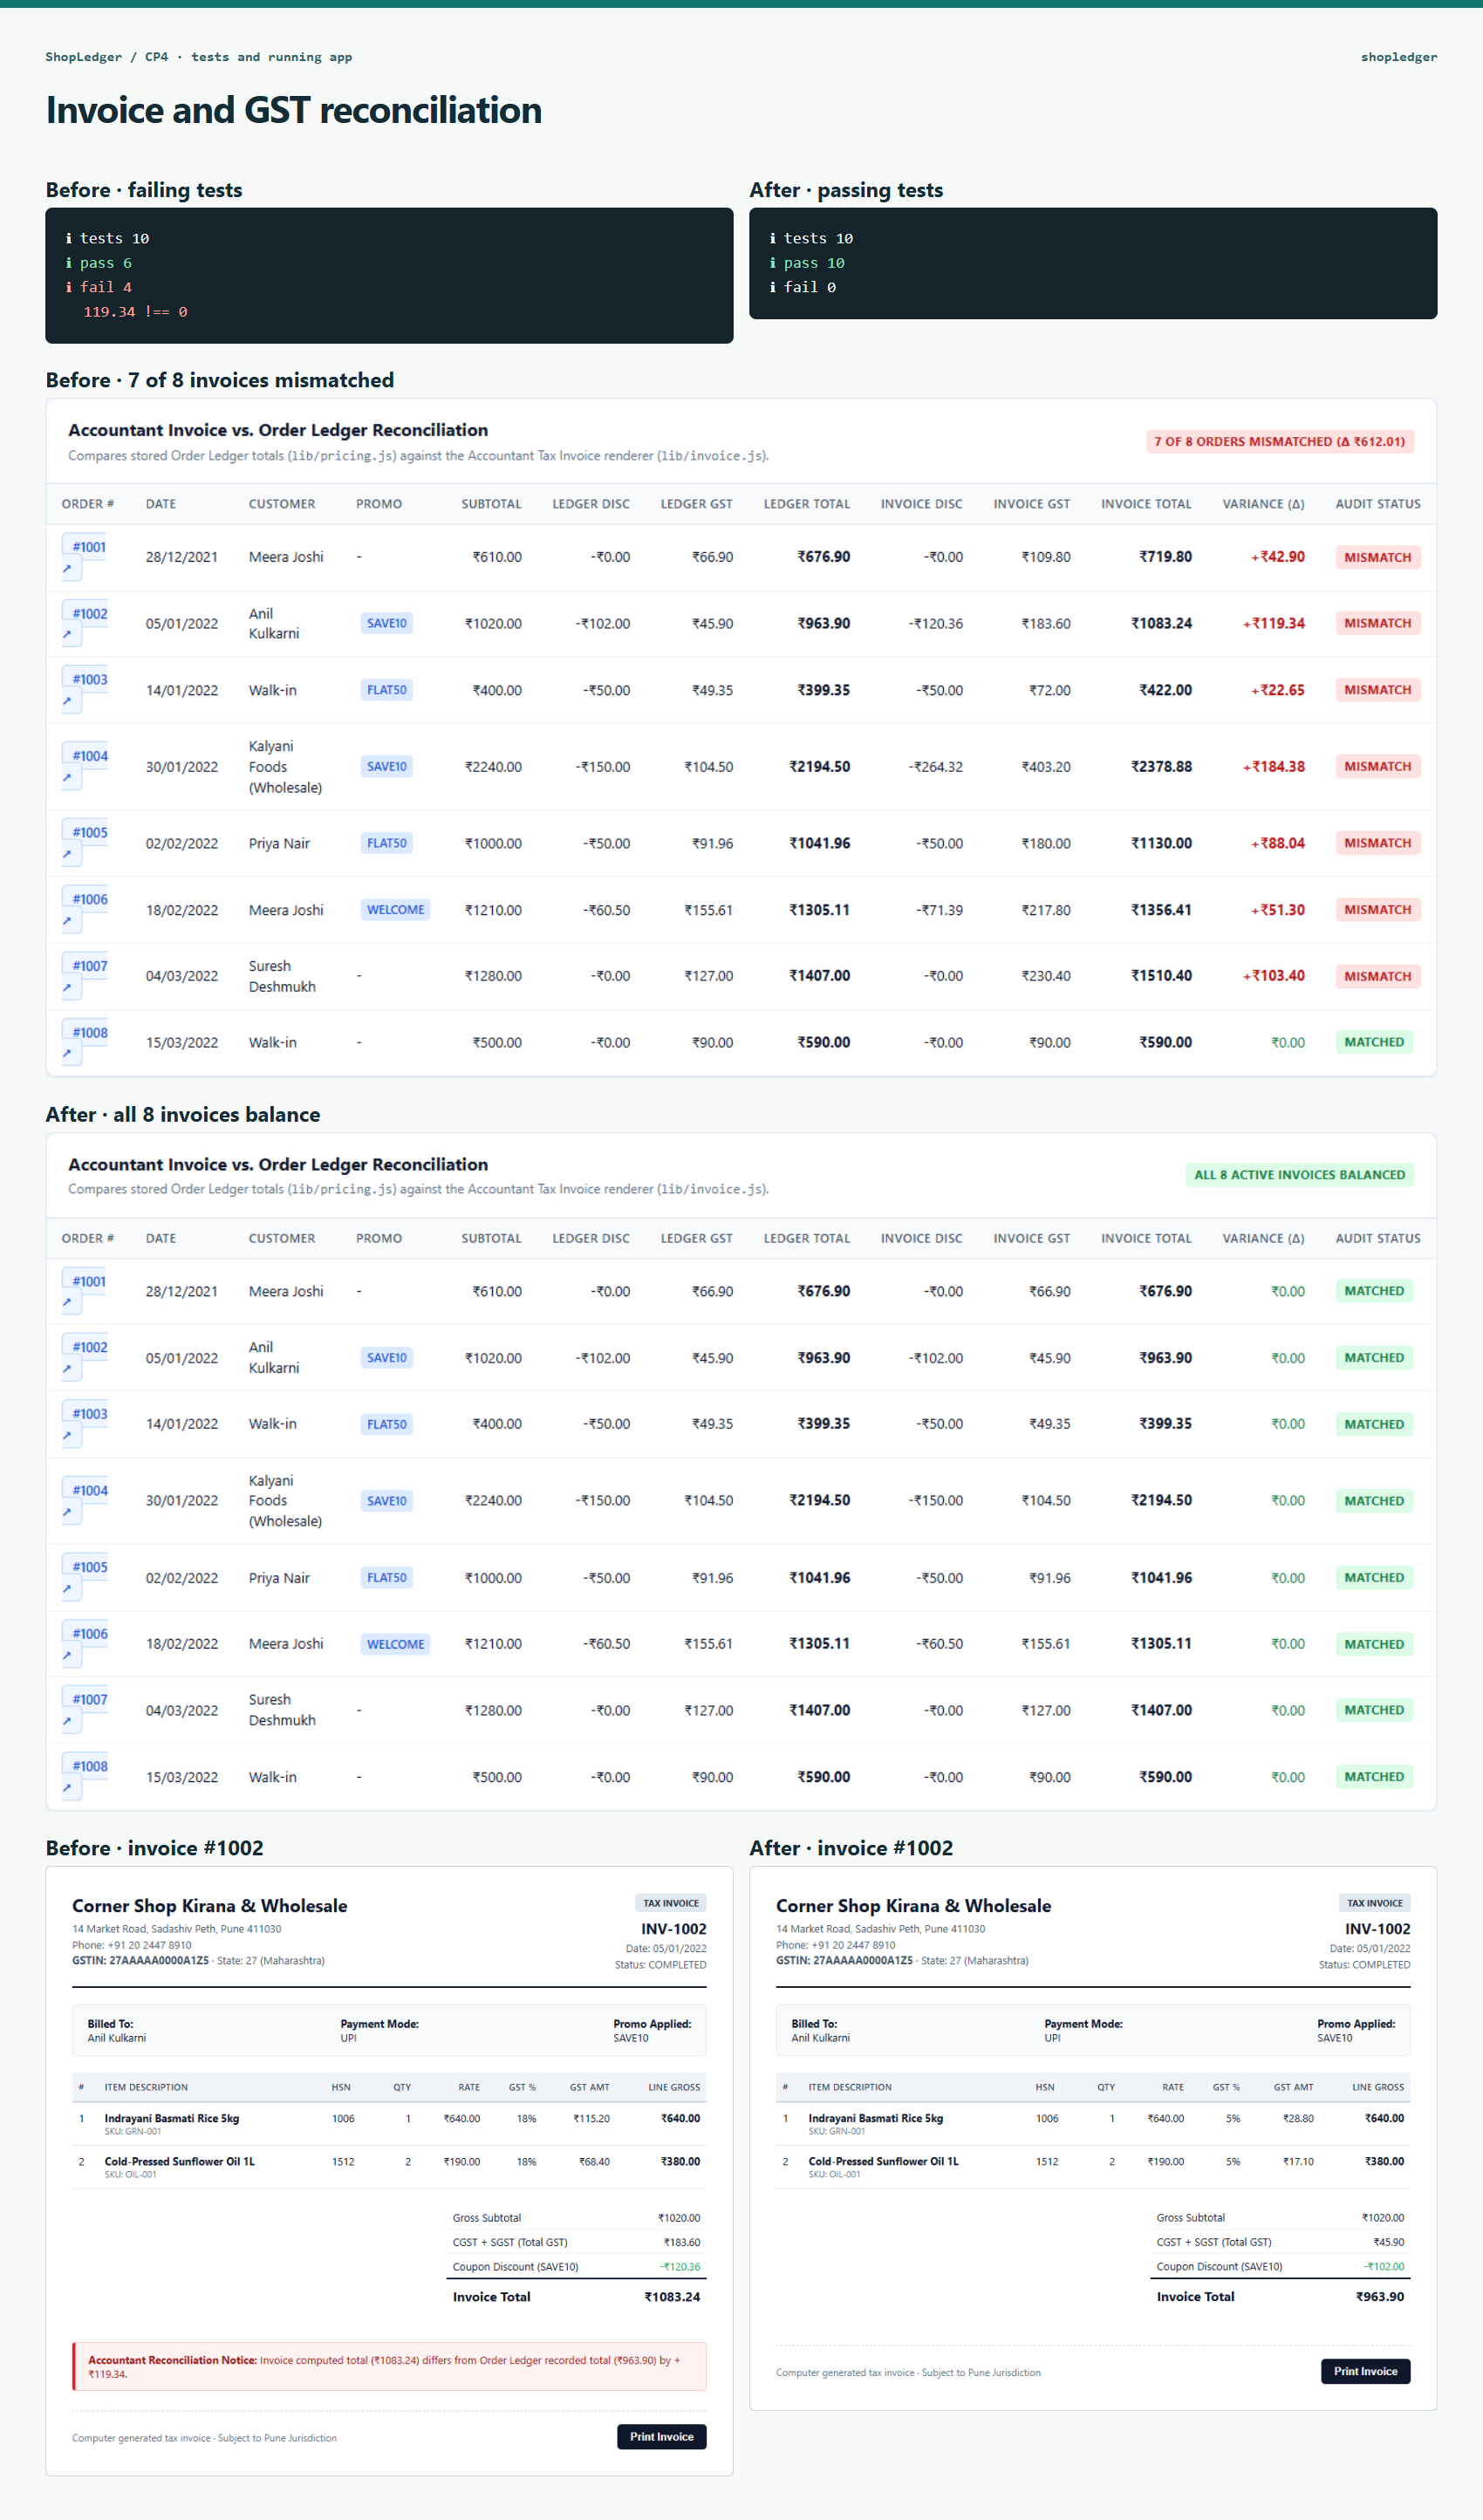 ShopLedger / CP4 · tests and running app
shopledger
Invoice and GST reconciliation
Before · failing tests
ℹ tests 10
ℹ pass 6
ℹ fail 4
119.34 !== 0
After · passing tests
ℹ tests 10
ℹ pass 10
ℹ fail 0
Before · 7 of 8 invoices mismatched
Accountant Invoice vs. Order Ledger Reconciliation
Compares stored Order Ledger totals (lib/pricing.js) against the Accountant Tax Invoice renderer (lib/invoice.js).
7 OF 8 ORDERS MISMATCHED (Δ ₹612.01)
ORDER # DATE CUSTOMER PROMO SUBTOTAL LEDGER DISC LEDGER GST LEDGER TOTAL INVOICE DISC INVOICE GST INVOICE TOTAL VARIANCE (Δ) AUDIT STATUS
#1001 ↗ 28/12/2021 Meera Joshi - ₹610.00 -₹0.00 ₹66.90 ₹676.90 -₹0.00 ₹109.80 ₹719.80 +₹42.90 MISMATCH
#1002 ↗ 05/01/2022 Anil Kulkarni SAVE10 ₹1020.00 -₹102.00 ₹45.90 ₹963.90 -₹120.36 ₹183.60 ₹1083.24 +₹119.34 MISMATCH
#1003 ↗ 14/01/2022 Walk-in FLAT50 ₹400.00 -₹50.00 ₹49.35 ₹399.35 -₹50.00 ₹72.00 ₹422.00 +₹22.65 MISMATCH
#1004 ↗ 30/01/2022 Kalyani Foods (Wholesale) SAVE10 ₹2240.00 -₹150.00 ₹104.50 ₹2194.50 -₹264.32 ₹403.20 ₹2378.88 +₹184.38 MISMATCH
#1005 ↗ 02/02/2022 Priya Nair FLAT50 ₹1000.00 -₹50.00 ₹91.96 ₹1041.96 -₹50.00 ₹180.00 ₹1130.00 +₹88.04 MISMATCH
#1006 ↗ 18/02/2022 Meera Joshi WELCOME ₹1210.00 -₹60.50 ₹155.61 ₹1305.11 -₹71.39 ₹217.80 ₹1356.41 +₹51.30 MISMATCH
#1007 ↗ 04/03/2022 Suresh Deshmukh - ₹1280.00 -₹0.00 ₹127.00 ₹1407.00 -₹0.00 ₹230.40 ₹1510.40 +₹103.40 MISMATCH
#1008 ↗ 15/03/2022 Walk-in - ₹500.00 -₹0.00 ₹90.00 ₹590.00 -₹0.00 ₹90.00 ₹590.00 ₹0.00 MATCHED
After · all 8 invoices balance
Accountant Invoice vs. Order Ledger Reconciliation
Compares stored Order Ledger totals (lib/pricing.js) against the Accountant Tax Invoice renderer (lib/invoice.js).
ALL 8 ACTIVE INVOICES BALANCED
ORDER # DATE CUSTOMER PROMO SUBTOTAL LEDGER DISC LEDGER GST LEDGER TOTAL INVOICE DISC INVOICE GST INVOICE TOTAL VARIANCE (Δ) AUDIT STATUS
#1001 ↗ 28/12/2021 Meera Joshi - ₹610.00 -₹0.00 ₹66.90 ₹676.90 -₹0.00 ₹66.90 ₹676.90 ₹0.00 MATCHED
#1002 ↗ 05/01/2022 Anil Kulkarni SAVE10 ₹1020.00 -₹102.00 ₹45.90 ₹963.90 -₹102.00 ₹45.90 ₹963.90 ₹0.00 MATCHED
#1003 ↗ 14/01/2022 Walk-in FLAT50 ₹400.00 -₹50.00 ₹49.35 ₹399.35 -₹50.00 ₹49.35 ₹399.35 ₹0.00 MATCHED
#1004 ↗ 30/01/2022 Kalyani Foods (Wholesale) SAVE10 ₹2240.00 -₹150.00 ₹104.50 ₹2194.50 -₹150.00 ₹104.50 ₹2194.50 ₹0.00 MATCHED
#1005 ↗ 02/02/2022 Priya Nair FLAT50 ₹1000.00 -₹50.00 ₹91.96 ₹1041.96 -₹50.00 ₹91.96 ₹1041.96 ₹0.00 MATCHED
#1006 ↗ 18/02/2022 Meera Joshi WELCOME ₹1210.00 -₹60.50 ₹155.61 ₹1305.11 -₹60.50 ₹155.61 ₹1305.11 ₹0.00 MATCHED
#1007 ↗ 04/03/2022 Suresh Deshmukh - ₹1280.00 -₹0.00 ₹127.00 ₹1407.00 -₹0.00 ₹127.00 ₹1407.00 ₹0.00 MATCHED
#1008 ↗ 15/03/2022 Walk-in - ₹500.00 -₹0.00 ₹90.00 ₹590.00 -₹0.00 ₹90.00 ₹590.00 ₹0.00 MATCHED
Before · invoice #1002
Corner Shop Kirana & Wholesale
14 Market Road, Sadashiv Peth, Pune 411030
Phone: +91 20 2447 8910
GSTIN: 27AAAAA0000A1Z5 · State: 27 (Maharashtra)
TAX INVOICE
INV-1002
Date: 05/01/2022
Status: COMPLETED
Billed To: Payment Mode: Promo Applied:
Anil Kulkarni UPI SAVE10
# ITEM DESCRIPTION HSN QTY RATE GST % GST AMT LINE GROSS
1 Indrayani Basmati Rice 5kg 1006 1 ₹640.00 18% ₹115.20 ₹640.00
SKU: GRN-001
2 Cold-Pressed Sunflower Oil 1L 1512 2 ₹190.00 18% ₹68.40 ₹380.00
SKU: OIL-001
Gross Subtotal ₹1020.00
CGST + SGST (Total GST) ₹183.60
Coupon Discount (SAVE10) -₹120.36
Invoice Total ₹1083.24
Accountant Reconciliation Notice: Invoice computed total (₹1083.24) differs from Order Ledger recorded total (₹963.90) by +
₹119.34.
Computer generated tax invoice · Subject to Pune Jurisdiction
Print Invoice
After · invoice #1002
Corner Shop Kirana & Wholesale
14 Market Road, Sadashiv Peth, Pune 411030
Phone: +91 20 2447 8910
GSTIN: 27AAAAA0000A1Z5 · State: 27 (Maharashtra)
TAX INVOICE
INV-1002
Date: 05/01/2022
Status: COMPLETED
Billed To: Payment Mode: Promo Applied:
Anil Kulkarni UPI SAVE10
# ITEM DESCRIPTION HSN QTY RATE GST % GST AMT LINE GROSS
1 Indrayani Basmati Rice 5kg 1006 1 ₹640.00 5% ₹28.80 ₹640.00
SKU: GRN-001
2 Cold-Pressed Sunflower Oil 1L 1512 2 ₹190.00 5% ₹17.10 ₹380.00
SKU: OIL-001
Gross Subtotal ₹1020.00
CGST + SGST (Total GST) ₹45.90
Coupon Discount (SAVE10) -₹102.00
Invoice Total ₹963.90
Computer generated tax invoice · Subject to Pune Jurisdiction
Print Invoice